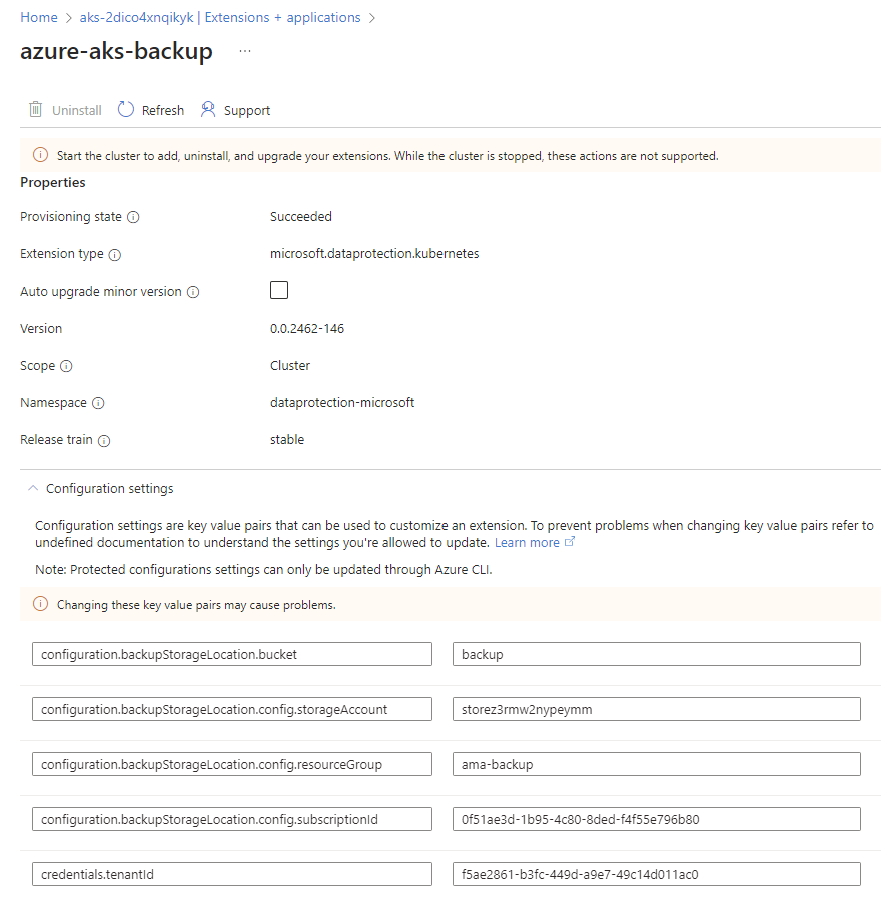 Home > aks-2dico4xnqikyk | Extensions + applications >
azure-aks-backup ...
Uninstall Refresh Support
Start the cluster to add, uninstall, and upgrade your extensions. While the cluster is stopped, these actions are not supported.
Properties
Provisioning state Succeeded
Extension type microsoft.dataprotection.kubernetes
Auto upgrade minor version
Version 0.0.2462-146
Scope Cluster
Namespace dataprotection-microsoft
Release train stable
Configuration settings
Configuration settings are key value pairs that can be used to customize an extension. To prevent problems when changing key value pairs refer to
undefined documentation to understand the settings you're allowed to update. Learn more
Note: Protected configurations settings can only be updated through Azure CLI.
Changing these key value pairs may cause problems.
configuration.backupStorageLocation.bucket backup
configuration.backupStorageLocation.config.storageAccount storez3rmw2nypeymm
configuration.backupStorageLocation.config.resourceGroup ama-backup
configuration.backupStorageLocation.config.subscriptionId 0f51ae3d-1b95-4c80-8ded-f4f55e796b80
credentials.tenantId f5ae2861-b3fc-449d-a9e7-49c14d011ac0